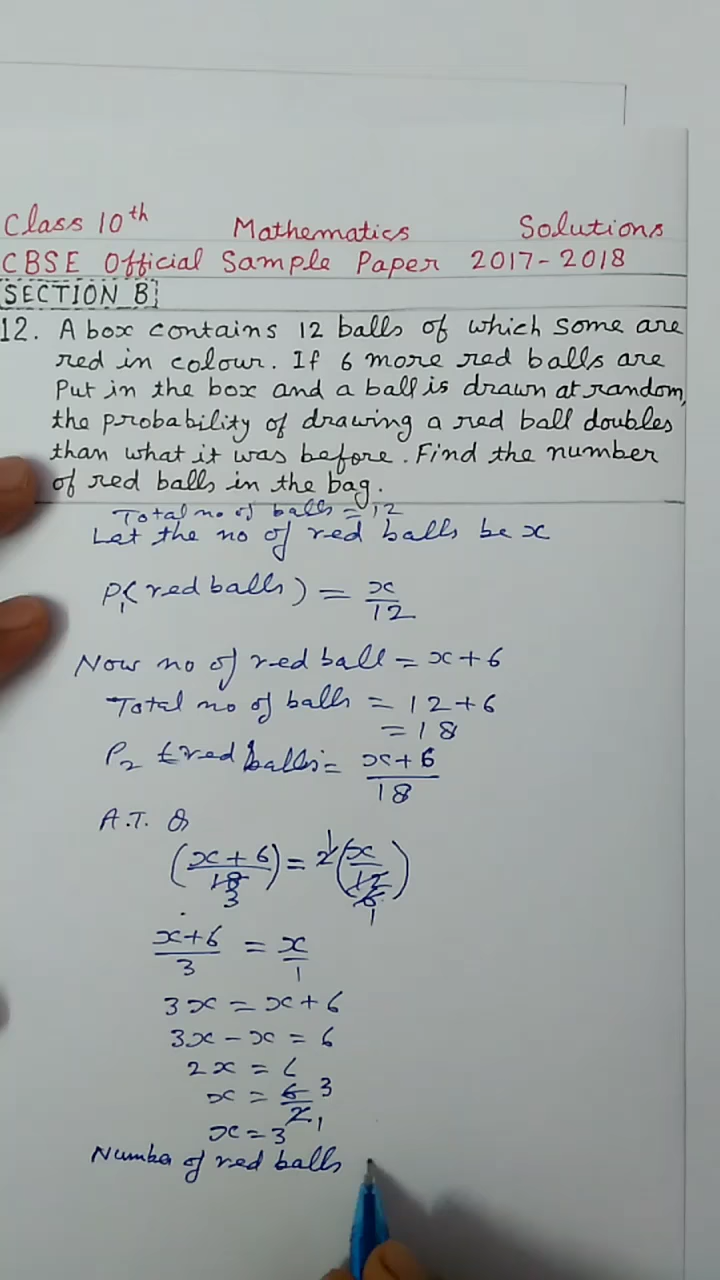 Class 10th Mathematics Solutions
CBSE Official Sample Paper 2017-2018
SECTION B
12. A box contains 12 balls of which some are
red in colour. If 6 more red balls are
Put in the box and a ball is drawn at random,
the probability of drawing a red ball doubles
than what it was before. Find the number
of red balls in the bag.
Total no of balls = 12
Let the no of red balls be x
P₁(red balls) = x/12
Now no of red ball = x+6
Total no of balls = 12+6
= 18
P₂ (red balls = x+6/18
A.T. Q
(x+6/18) = 2(x/12)
3 1 6 1
x+6/3 = x/1
3x = x+6
3x - x = 6
2x = 6
x = 6/2 3 1
x = 3
Number of red balls